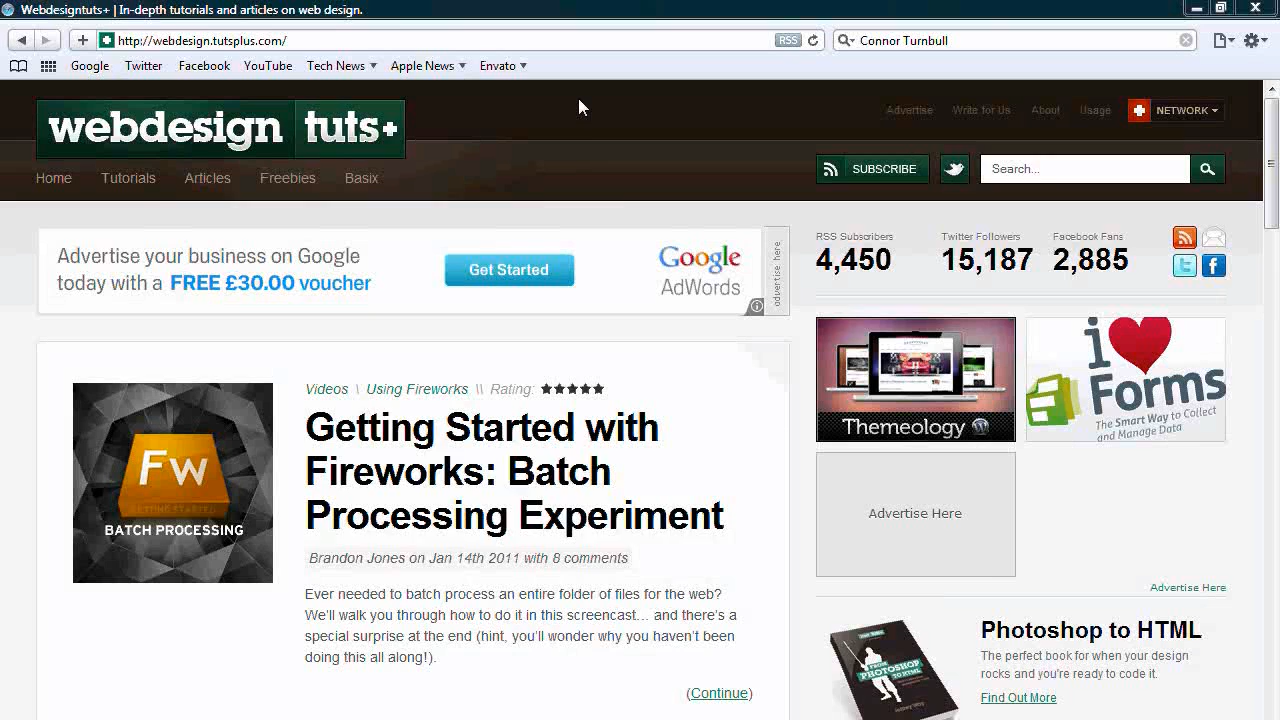 Webdesigntuts+ | In-depth tutorials and articles on web design.
http://webdesign.tutsplus.com/
RSS
Connor Turnbull
Google Twitter Facebook YouTube Tech News Apple News Envato
webdesign tuts+
Advertise Write for Us About Usage
NETWORK
Home Tutorials Articles Freebies Basix
SUBSCRIBE
Search...
Advertise your business on Google
today with a FREE £30.00 voucher
Get Started
Google
AdWords
advertise here
RSS Subscribers Twitter Followers Facebook Fans
4,450 15,187 2,885
Themeology
i
Forms
The Smart Way to Collect
and Manage Data
Advertise Here
Advertise Here
Fw
GETTING STARTED
BATCH PROCESSING
Videos \ Using Fireworks \\ Rating: ★★★★★
Getting Started with
Fireworks: Batch
Processing Experiment
Brandon Jones on Jan 14th 2011 with 8 comments
Ever needed to batch process an entire folder of files for the web?
We'll walk you through how to do it in this screencast... and there's a
special surprise at the end (hint, you'll wonder why you haven't been
doing this all along!).
(Continue)
FROM
PHOTOSHOP
TO HTML
Photoshop to HTML
The perfect book for when your design
rocks and you're ready to code it.
Find Out More